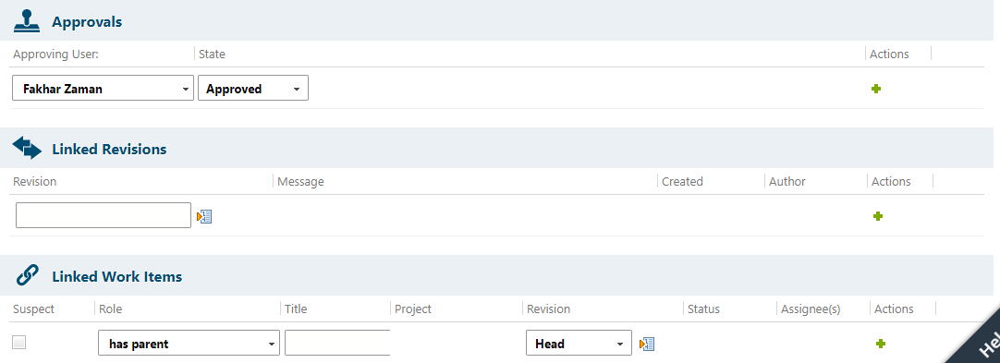 Approvals
Approving User: State Actions
Fakhar Zaman Approved
Linked Revisions
Revision Message Created Author Actions
Linked Work Items
Suspect Role Title Project Revision Status Assignee(s) Actions
has parent Head
Hel